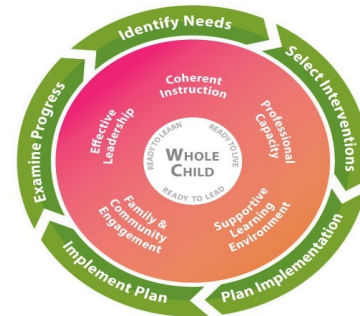 Identify Needs
Select Interventions
Plan Implementation
Implement Plan
Examine Progress
Coherent
Instruction
Professional
Capacity
Supportive
Learning
Environment
Family &
Community
Engagement
Effective
Leadership
READY TO LEARN
READY TO LIVE
READY TO LEAD
WHOLE
CHILD